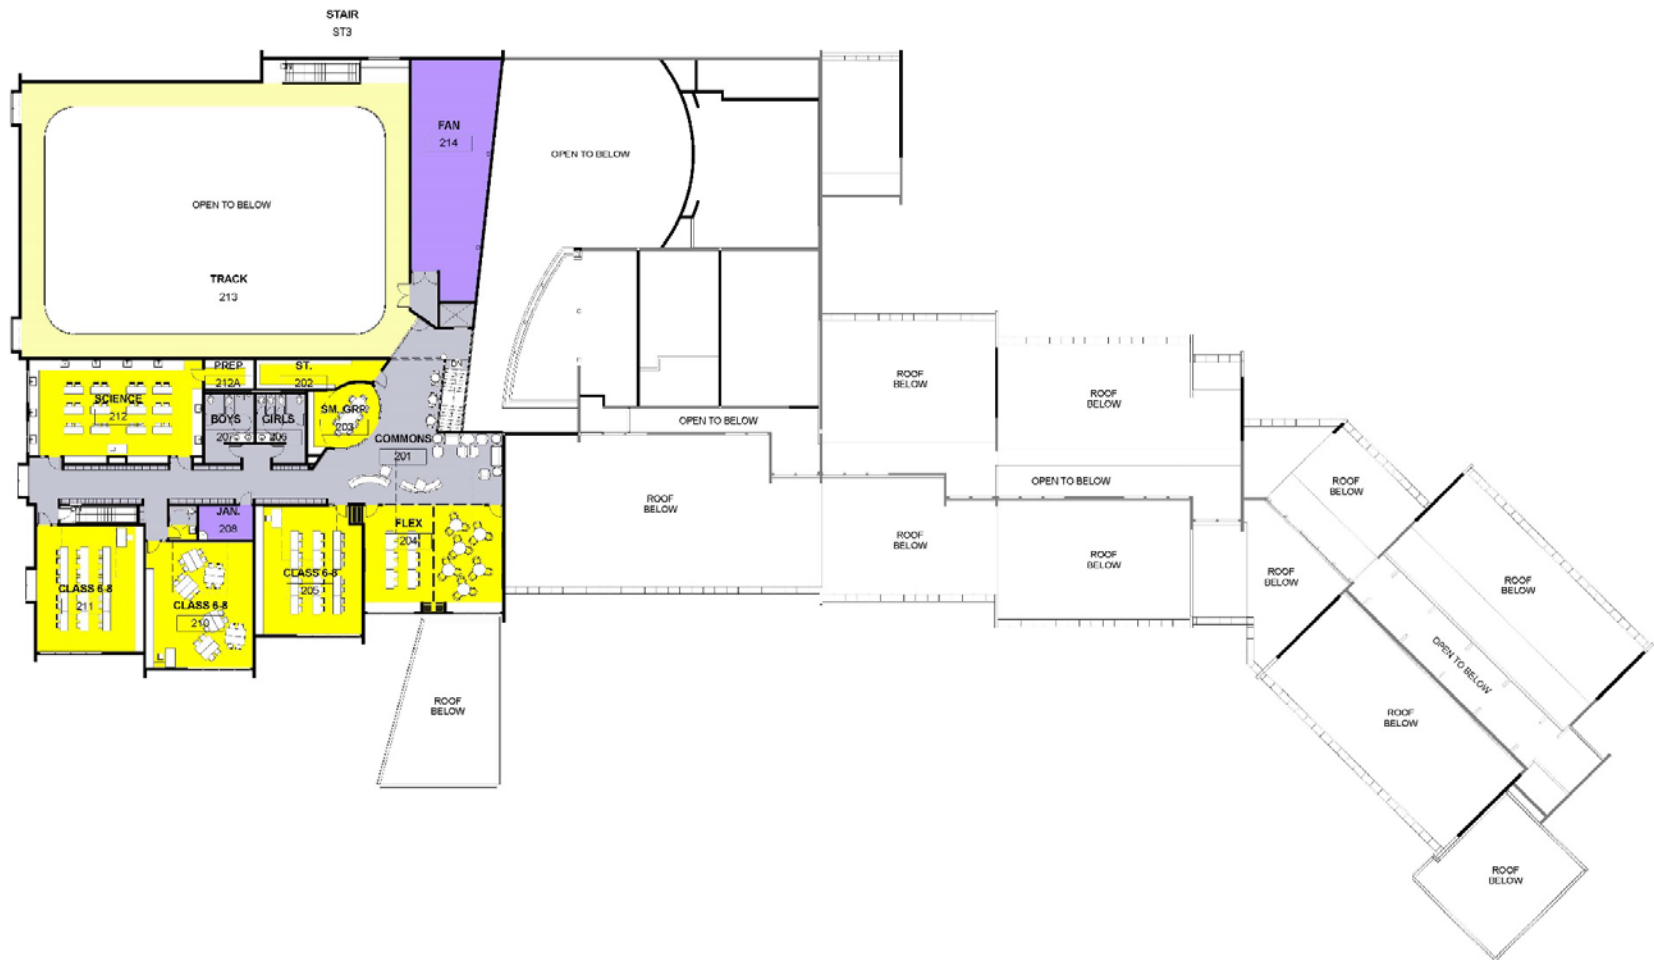 STAIR
ST3
FAN
214
OPEN TO BELOW
OPEN TO BELOW
TRACK
213
PREP
212A
ST.
202
SCIENCE
212
BOYS
207
GIRLS
206
SM. GRP.
203
COMMONS
201
DN
OPEN TO BELOW
ROOF
BELOW
ROOF
BELOW
OPEN TO BELOW
ROOF
BELOW
ROOF
BELOW
JAN.
208
FLEX
204
ROOF
BELOW
ROOF
BELOW
CLASS 6-8
205
CLASS 6-8
211
CLASS 6-8
210
ROOF
BELOW
ROOF
BELOW
OPEN TO BELOW
ROOF
BELOW
ROOF
BELOW
ROOF
BELOW